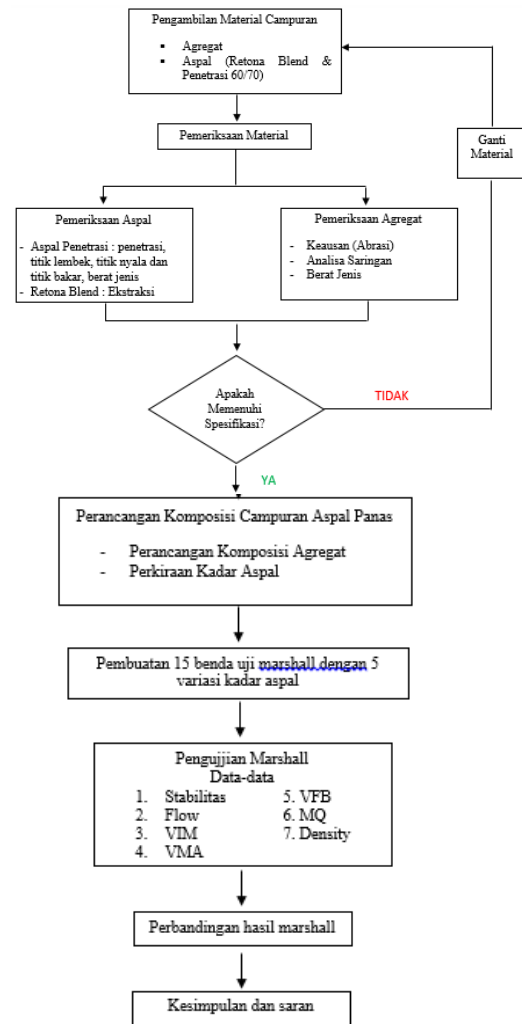 Pengambilan Material Campuran
▪ Agregat
▪ Aspal (Retona Blend &
Penetrasi 60/70)
Pemeriksaan Material
Ganti
Material
Pemeriksaan Aspal
- Aspal Penetrasi : penetrasi,
titik lembek, titik nyala dan
titik bakar, berat jenis
- Retona Blend : Ekstraksi
Pemeriksaan Agregat
- Keausan (Abrasi)
- Analisa Saringan
- Berat Jenis
Apakah
Memenuhi
Spesifikasi?
TIDAK
YA
Perancangan Komposisi Campuran Aspal Panas
- Perancangan Komposisi Agregat
- Perkiraan Kadar Aspal
Pembuatan 15 benda uji marshall dengan 5
variasi kadar aspal
Pengujjian Marshall
Data-data
1. Stabilitas 5. VFB
2. Flow 6. MQ
3. VIM 7. Density
4. VMA
Perbandingan hasil marshall
Kesimpulan dan saran